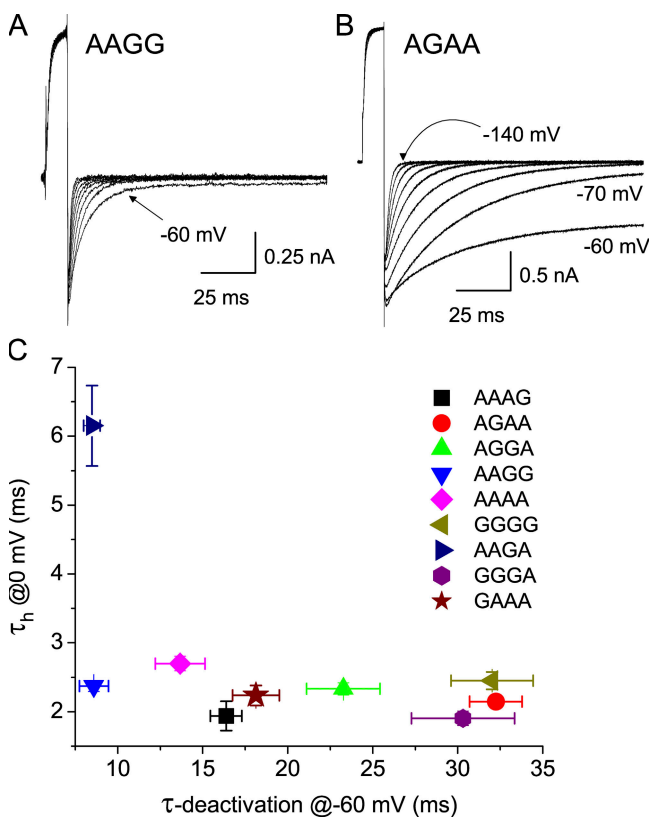 A
AAGG
-60 mV
0.25 nA
25 ms
B
AGAA
-140 mV
-70 mV
-60 mV
0.5 nA
25 ms
C
7
6
5
4
3
2
τh @0 mV (ms)
AAAG
AGAA
AGGA
AAGG
AAAA
GGGG
AAGA
GGGA
GAAA
10 15 20 25 30 35
τ-deactivation @-60 mV (ms)